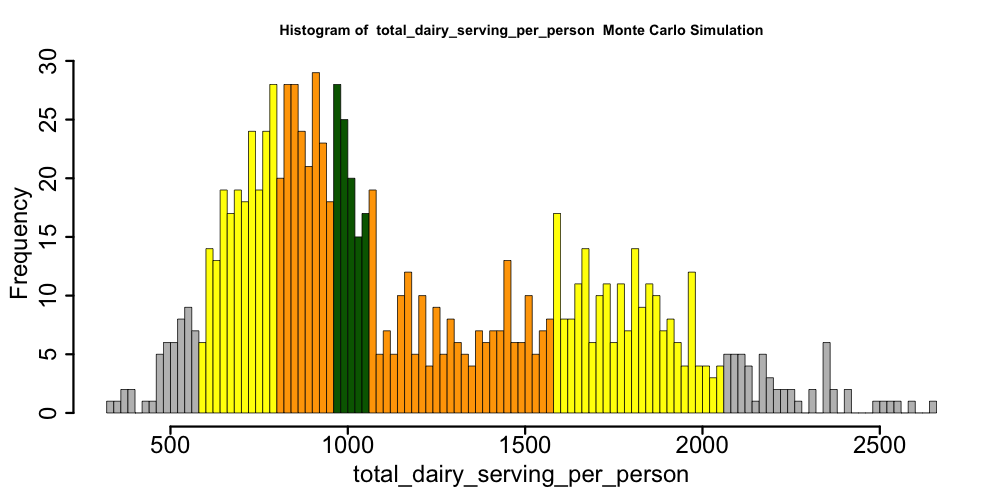 Histogram of  total_dairy_serving_per_person  Monte Carlo Simulation
30
25
20
15
10
5
0
Frequency
500 1000 1500 2000 2500
total_dairy_serving_per_person